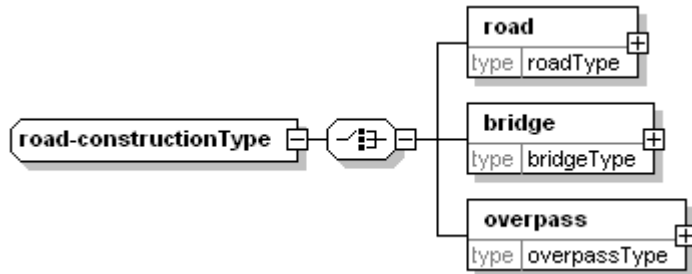 road
type roadType
road-constructionType
bridge
type bridgeType
overpass
type overpassType